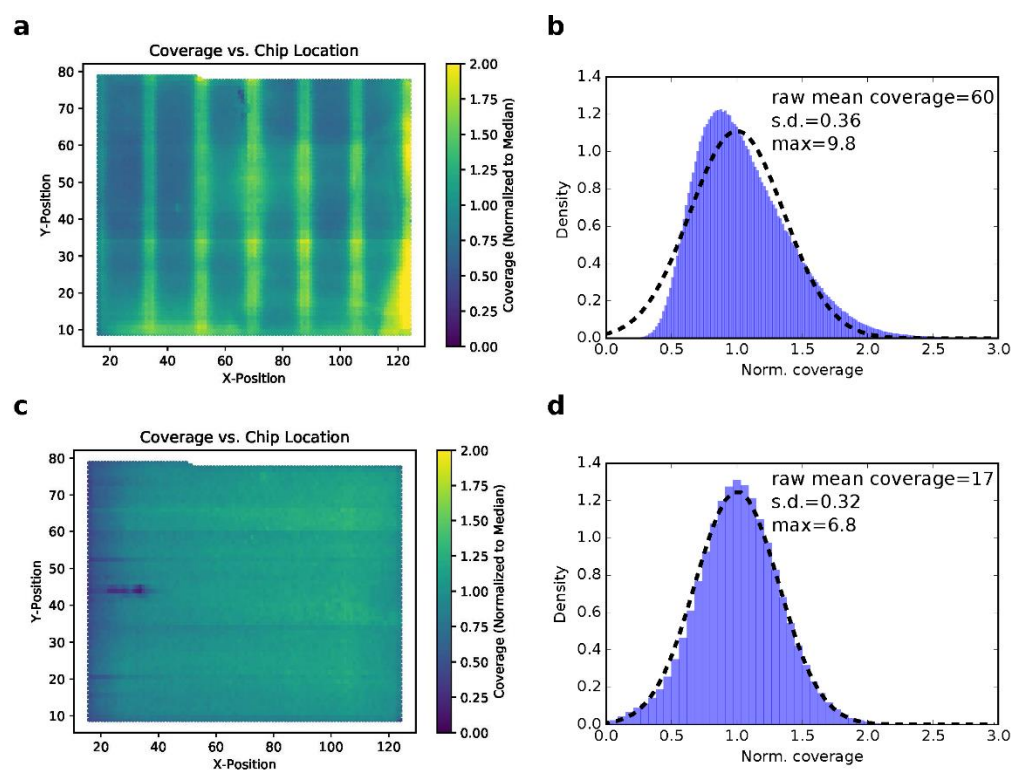 a
Coverage vs. Chip Location
80
70
60
50
40
30
20
10
Y-Position
20 40 60 80 100 120
X-Position
2.00
1.75
1.50
1.25
1.00
0.75
0.50
0.25
0.00
Coverage (Normalized to Median)
b
raw mean coverage=60
s.d.=0.36
max=9.8
1.4
1.2
1.0
0.8
0.6
0.4
0.2
0.0
Density
0.0 0.5 1.0 1.5 2.0 2.5 3.0
Norm. coverage
c
Coverage vs. Chip Location
80
70
60
50
40
30
20
10
Y-Position
20 40 60 80 100 120
X-Position
2.00
1.75
1.50
1.25
1.00
0.75
0.50
0.25
0.00
Coverage (Normalized to Median)
d
raw mean coverage=17
s.d.=0.32
max=6.8
1.4
1.2
1.0
0.8
0.6
0.4
0.2
0.0
Density
0.0 0.5 1.0 1.5 2.0 2.5 3.0
Norm. coverage